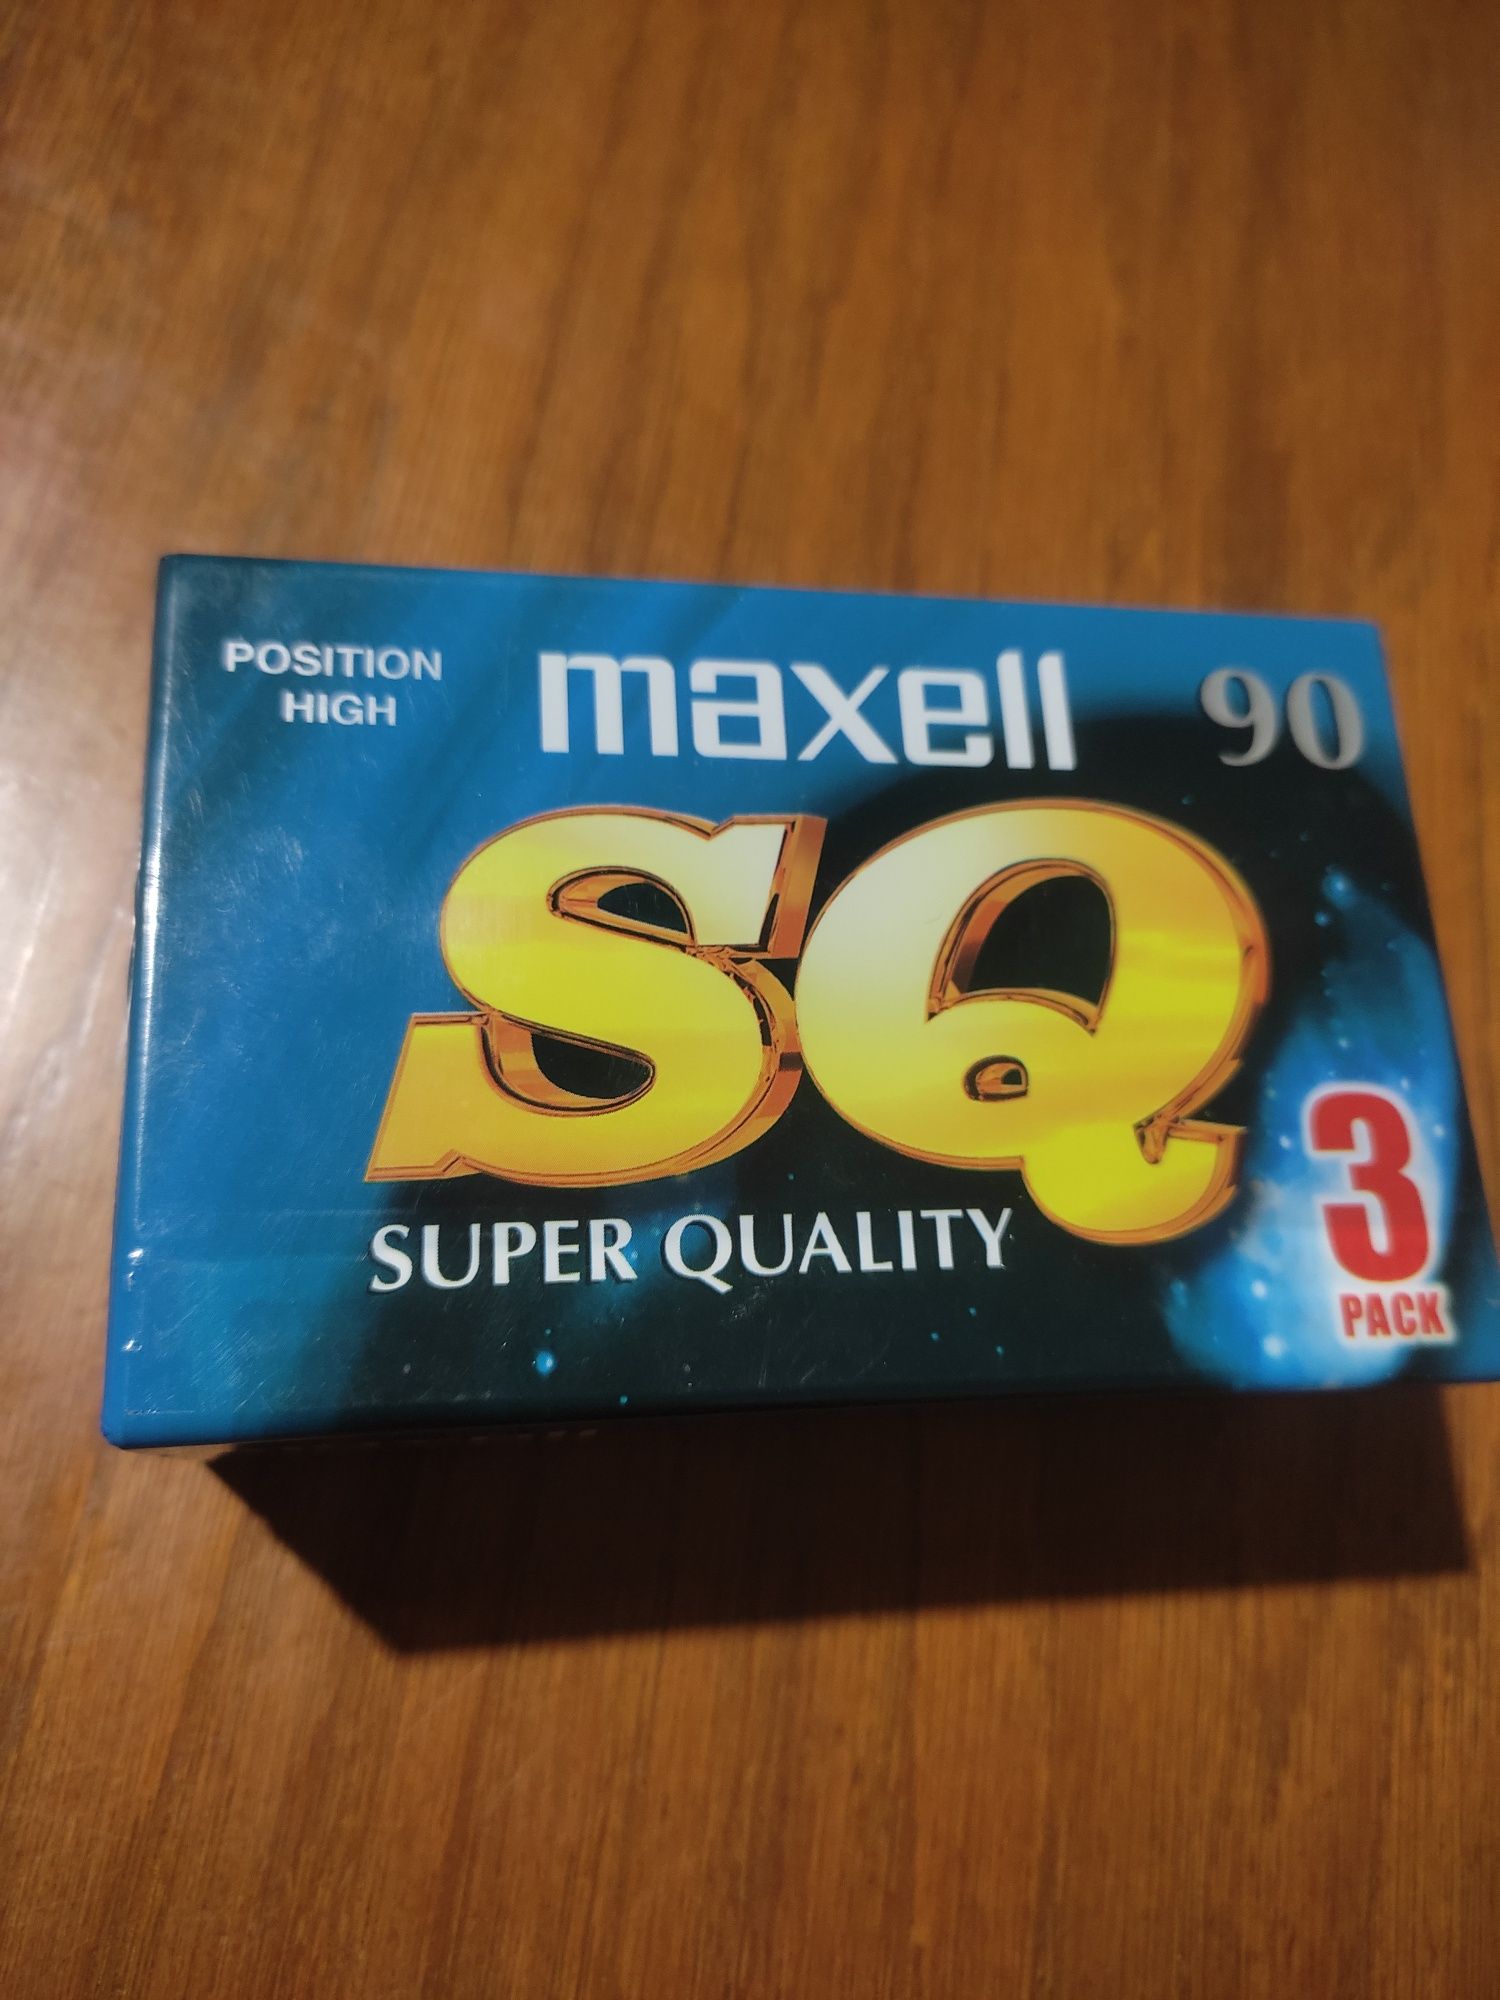 POSITION
HIGH
maxell
90
SQ
SUPER QUALITY
3
PACK